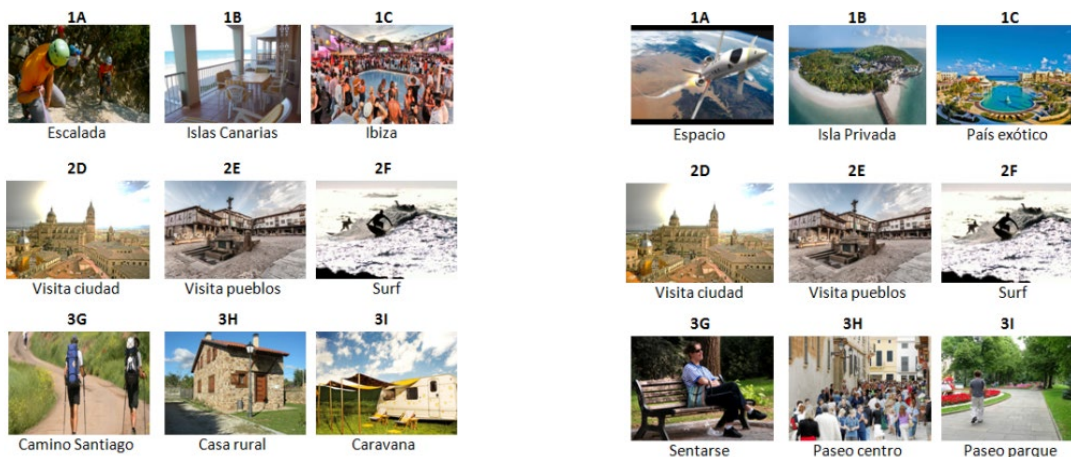 1A 1B 1C
Escalada Islas Canarias Ibiza
2D 2E 2F
Visita ciudad Visita pueblos Surf
3G 3H 3I
Camino Santiago Casa rural Caravana
1A 1B 1C
Espacio Isla Privada País exótico
2D 2E 2F
Visita ciudad Visita pueblos Surf
3G 3H 3I
Sentarse Paseo centro Paseo parque